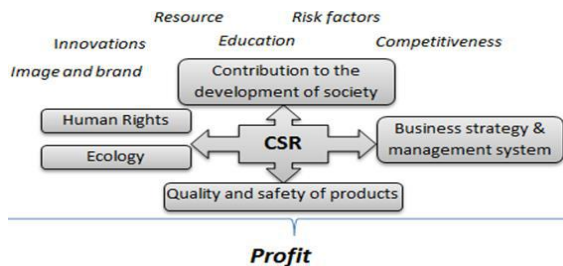 Resource
Risk factors
Innovations
Education
Competitiveness
Image and brand
Contribution to the
development of society
Human Rights
Ecology
CSR
Business strategy &
management system
Quality and safety of products
Profit